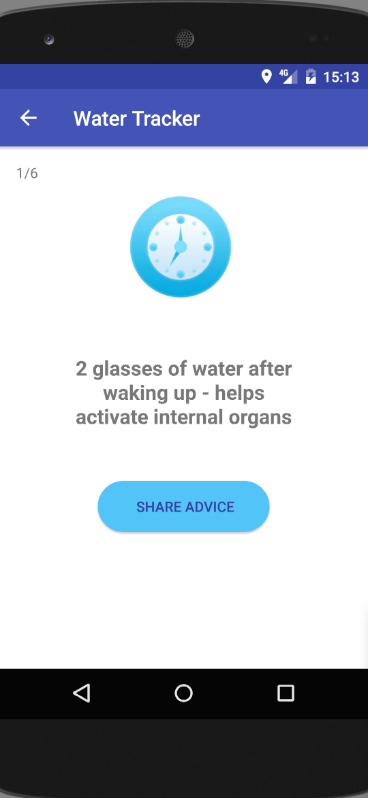 4G 15:13
Water Tracker
1/6
2 glasses of water after
waking up - helps
activate internal organs
SHARE ADVICE